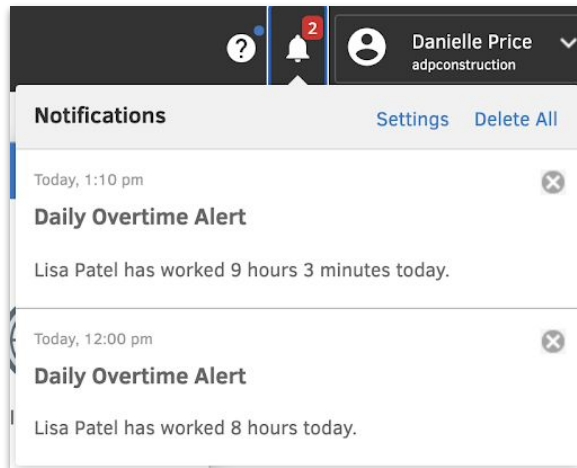 ?
2
Danielle Price
adpconstruction
Notifications
Settings Delete All
Today, 1:10 pm
Daily Overtime Alert
Lisa Patel has worked 9 hours 3 minutes today.
Today, 12:00 pm
Daily Overtime Alert
Lisa Patel has worked 8 hours today.